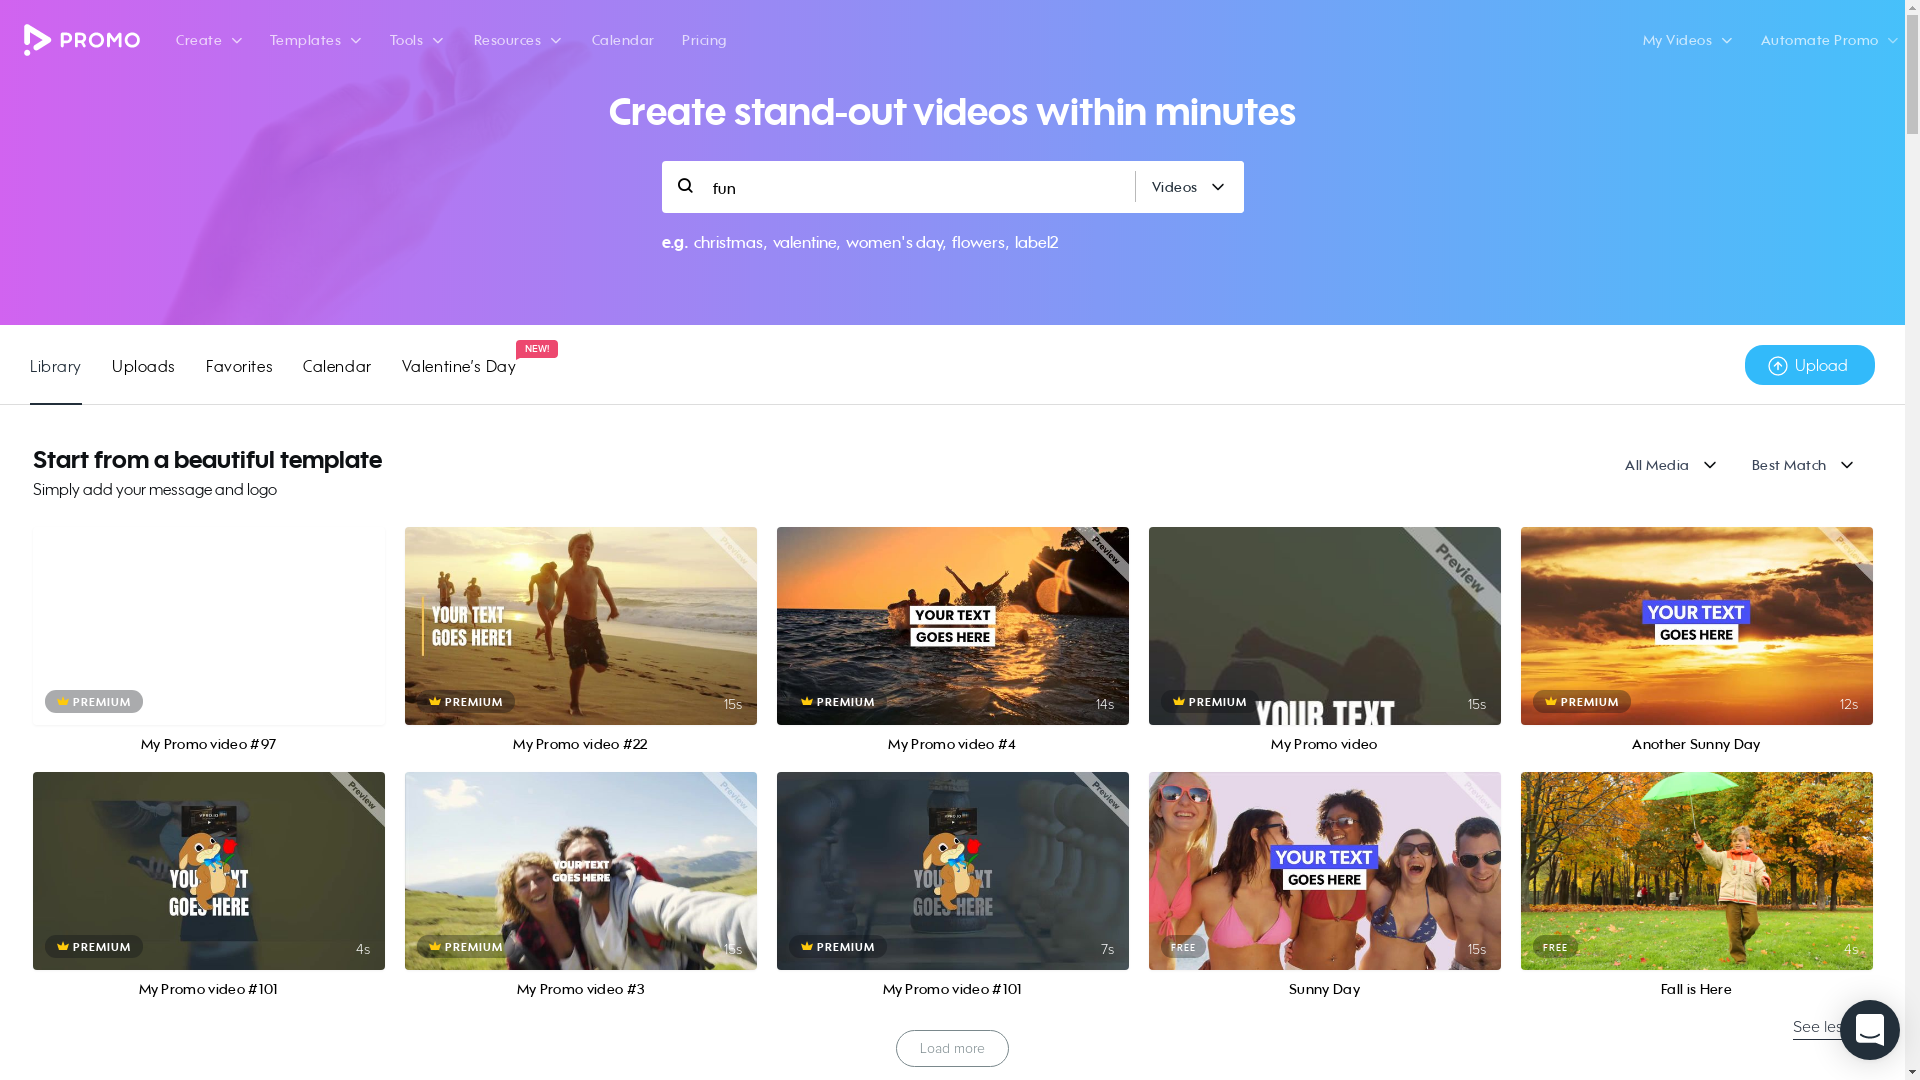 PROMO
Create
Templates
Tools
Resources
Calendar
Pricing
My Videos
Automate Promo
Create stand-out videos within minutes
fun
Videos
e.g. christmas, valentine, women's day, flowers, label2
Library
Uploads
Favorites
Calendar
Valentine's Day
NEW!
Upload
Start from a beautiful template
Simply add your message and logo
All Media
Best Match
PREMIUM
My Promo video #97
Preview
YOUR TEXT
GOES HERE1
PREMIUM
15s
My Promo video #22
Preview
YOUR TEXT
GOES HERE
PREMIUM
14s
My Promo video #4
Preview
YOUR TEXT
PREMIUM
15s
My Promo video
Preview
YOUR TEXT
GOES HERE
PREMIUM
12s
Another Sunny Day
Preview
GOES HERE
PREMIUM
4s
My Promo video #101
Preview
YOUR TEXT
GOES HERE
PREMIUM
15s
My Promo video #3
Preview
GOES HERE
PREMIUM
7s
My Promo video #101
Preview
YOUR TEXT
GOES HERE
FREE
15s
Sunny Day
FREE
4s
Fall is Here
See les
Load more